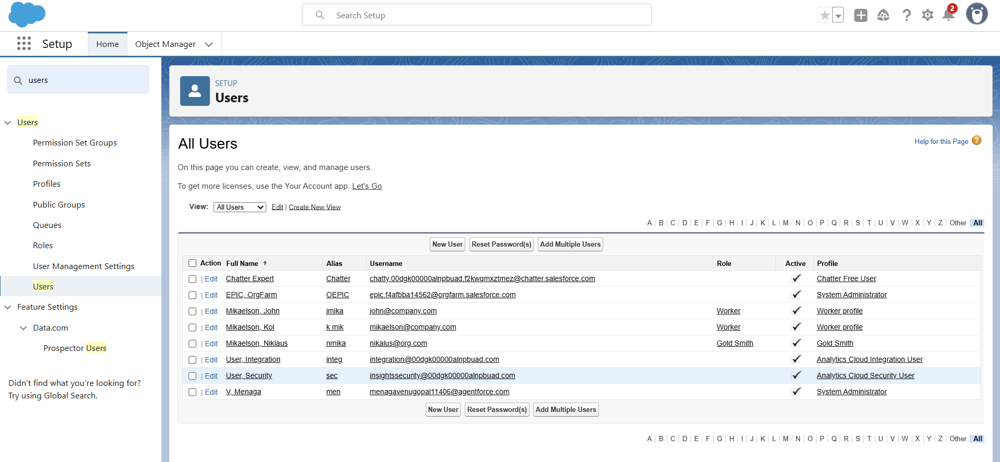 Search Setup
2
Setup
Home
Object Manager
users
SETUP
Users
Users
Permission Set Groups
Permission Sets
Profiles
Public Groups
Queues
Roles
User Management Settings
Users
Feature Settings
Data.com
Prospector Users
Didn't find what you're looking for?
Try using Global Search.
All Users
Help for this Page ?
On this page you can create, view, and manage users.
To get more licenses, use the Your Account app. Let's Go
View: All Users Edit | Create New View
A | B | C | D | E | F | G | H | I | J | K | L | M | N | O | P | Q | R | S | T | U | V | W | X | Y | Z | Other | All
New User Reset Password(s) Add Multiple Users
Action Full Name ↑ Alias Username Role Active Profile
| Edit Chatter Expert Chatter chatty.00dgk00000alnpbuad.f2kwqmxztmez@chatter.salesforce.com ✓ Chatter Free User
| Edit EPIC, OrgFarm OEPIC epic.f4afbba14562@orgfarm.salesforce.com ✓ System Administrator
| Edit Mikaelson, John jmika john@company.com Worker ✓ Worker profile
| Edit Mikaelson, Kol k mik mikaelson@company.com Worker ✓ Worker profile
| Edit Mikaelson, Niklaus nmika nikalus@org.com Gold Smith ✓ Gold Smith
| Edit User, Integration integ integration@00dgk00000alnpbuad.com ✓ Analytics Cloud Integration User
| Edit User, Security sec insightssecurity@00dgk00000alnpbuad.com ✓ Analytics Cloud Security User
| Edit V, Menaga men menagavenugopal11406@agentforce.com ✓ System Administrator
New User Reset Password(s) Add Multiple Users
A | B | C | D | E | F | G | H | I | J | K | L | M | N | O | P | Q | R | S | T | U | V | W | X | Y | Z | Other | All